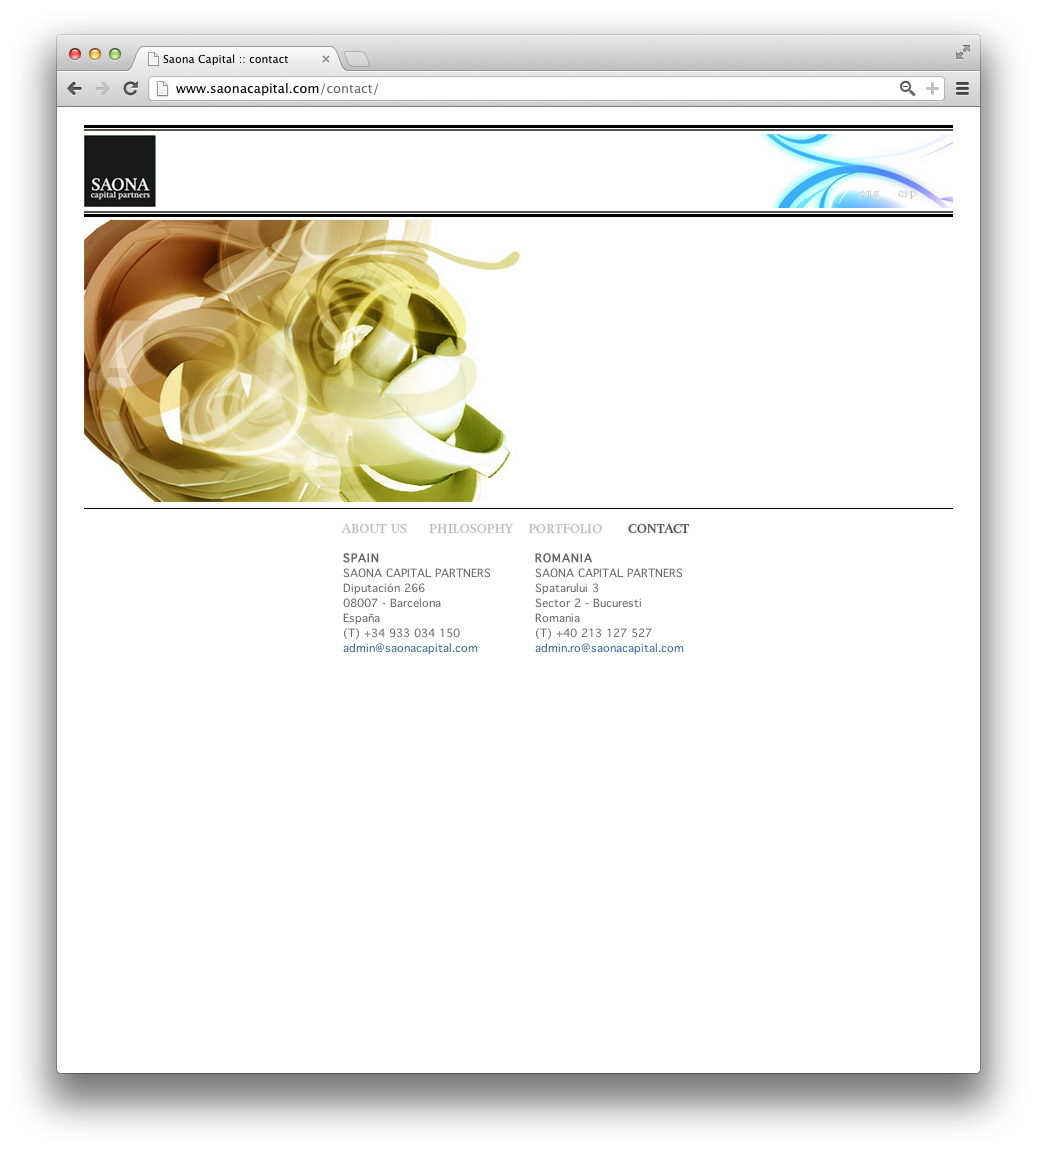 Saona Capital :: contact
www.saonacapital.com/contact/
SAONA
capital partners
eng esp
ABOUT US PHILOSOPHY PORTFOLIO CONTACT
SPAIN
SAONA CAPITAL PARTNERS
Diputación 266
08007 - Barcelona
España
(T) +34 933 034 150
admin@saonacapital.com
ROMANIA
SAONA CAPITAL PARTNERS
Spatarului 3
Sector 2 - Bucuresti
Romania
(T) +40 213 127 527
admin.ro@saonacapital.com